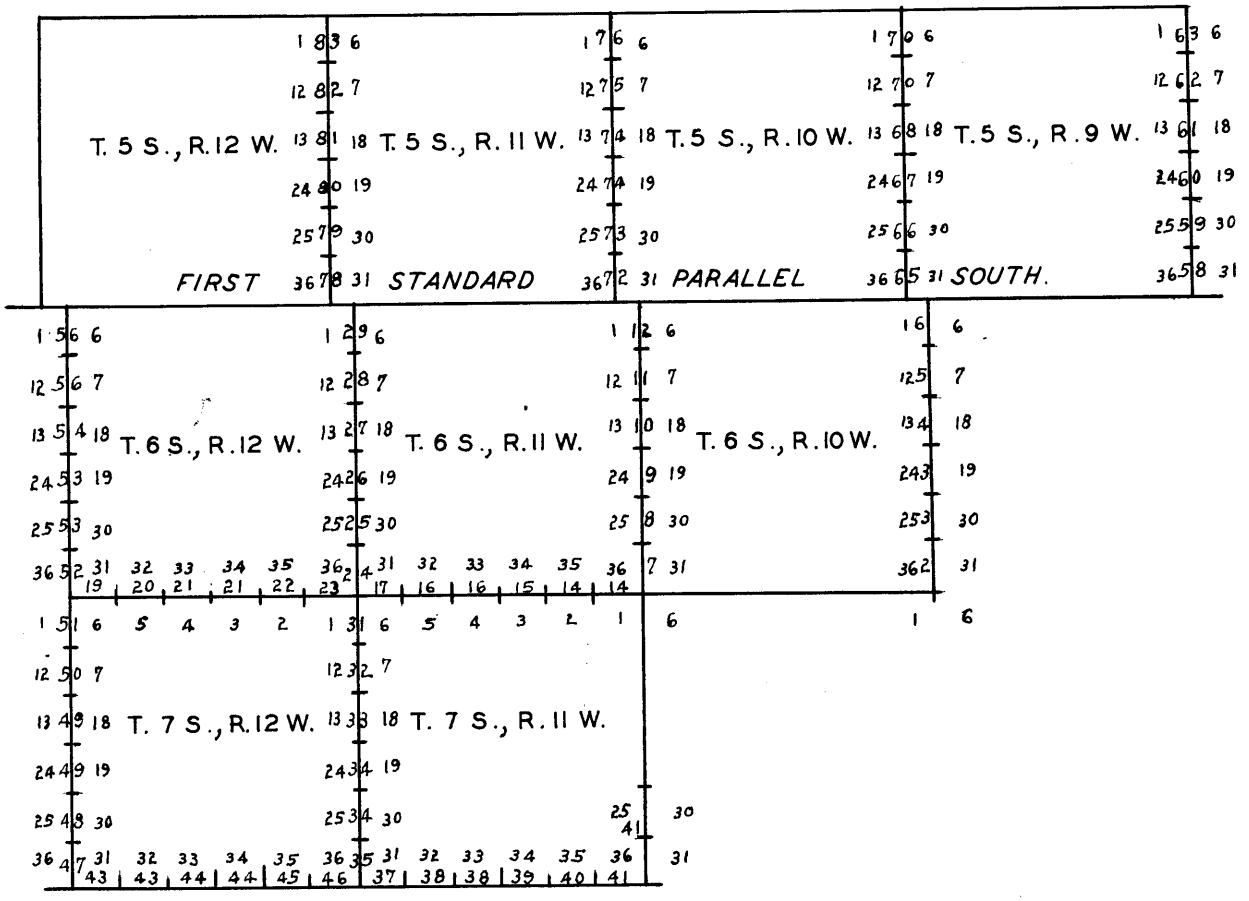 1 83 6 1 76 6 1 70 6 1 63 6
12 82 7 12 75 7 12 70 7 12 62 7
T. 5 S., R. 12 W. 13 81 18 T. 5 S., R. 11 W. 13 74 18 T. 5 S., R. 10 W. 13 68 18 T. 5 S., R. 9 W. 13 61 18
24 80 19 24 74 19 24 67 19 24 60 19
25 79 30 25 73 30 25 66 30 25 59 30
FIRST 36 78 31 STANDARD 36 72 31 PARALLEL 36 65 31 SOUTH. 36 58 31
1 56 6 1 29 6 1 12 6 1 6 6
12 56 7 12 28 7 12 11 7 12 5 7
13 54 18 T. 6 S., R. 12 W. 13 27 18 T. 6 S., R. 11 W. 13 10 18 T. 6 S., R. 10 W. 13 4 18
24 53 19 24 26 19 24 9 19 24 3 19
25 53 30 25 25 30 25 8 30 25 3 30
36 52 31 32 33 34 35 36 24 31 32 33 34 35 36 7 31 36 2 31
19 20 21 21 22 23 17 16 16 15 14 14
1 51 6 5 4 3 2 1 31 6 5 4 3 2 1 6 1 6
12 50 7 12 32 7
13 49 18 T. 7 S., R. 12 W. 13 33 18 T. 7 S., R. 11 W.
24 49 19 24 34 19
25 48 30 25 34 30 25 30
41
36 47 31 32 33 34 35 36 35 31 32 33 34 35 36 31
43 43 44 44 45 46 37 38 38 39 40 41